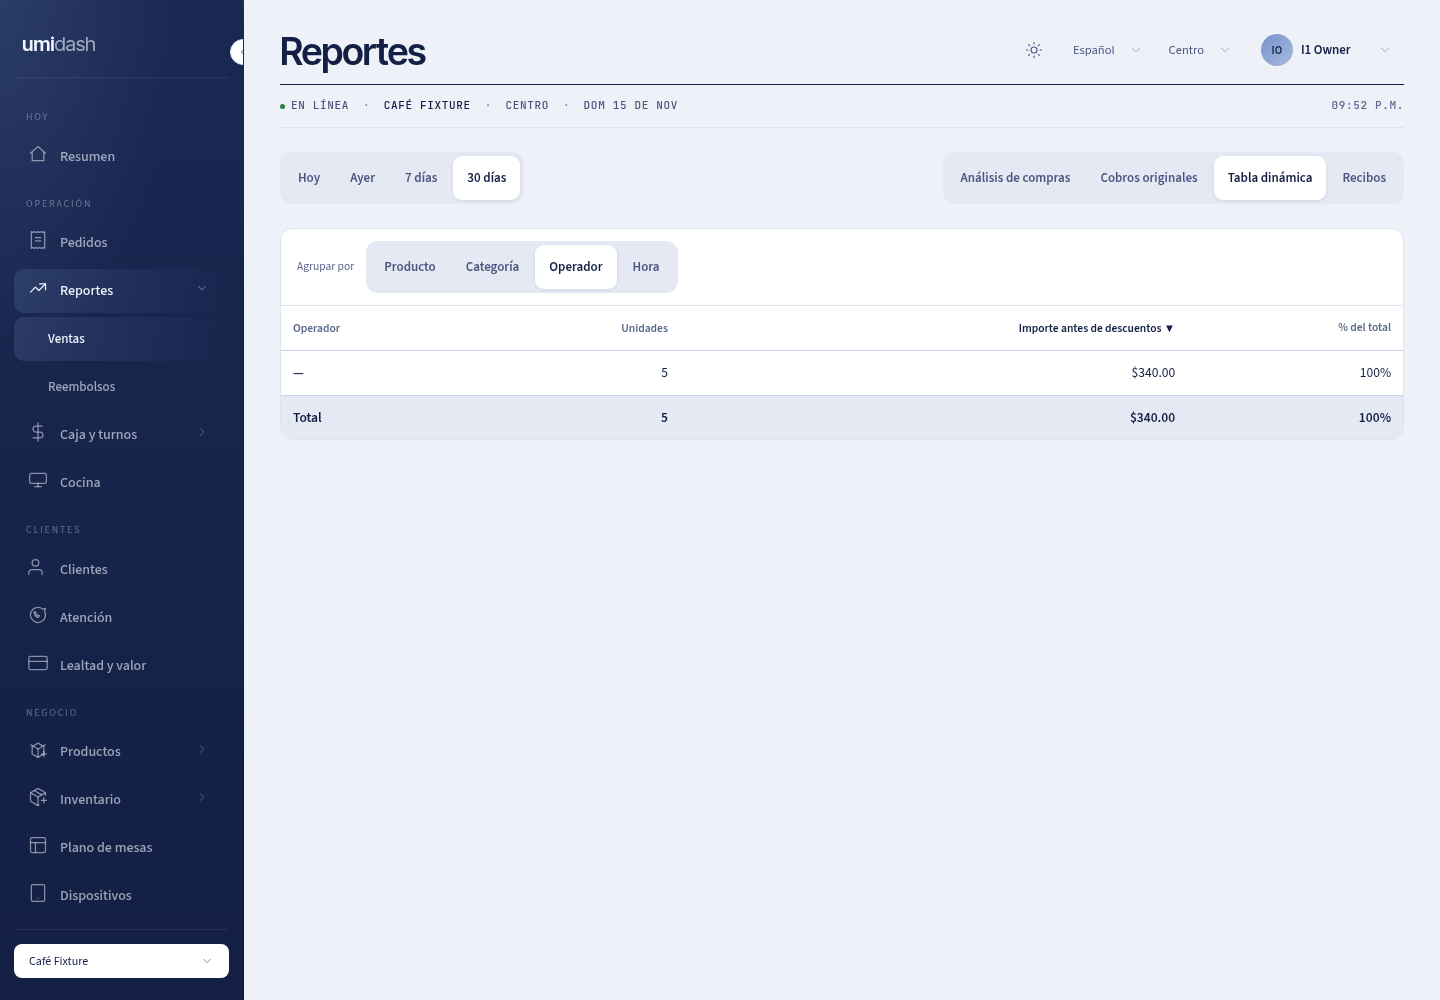 umidash
HOY
Resumen
OPERACIÓN
Pedidos
Reportes
Ventas
Reembolsos
Caja y turnos
Cocina
CLIENTES
Clientes
Atención
Lealtad y valor
NEGOCIO
Productos
Inventario
Plano de mesas
Dispositivos
Café Fixture
Reportes
Español
Centro
IO
I1 Owner
EN LÍNEA · CAFÉ FIXTURE · CENTRO · DOM 15 DE NOV
09:52 P.M.
Hoy Ayer 7 días 30 días
Análisis de compras Cobros originales Tabla dinámica Recibos
Agrupar por Producto Categoría Operador Hora
Operador Unidades Importe antes de descuentos ▼ % del total
— 5 $340.00 100%
Total 5 $340.00 100%